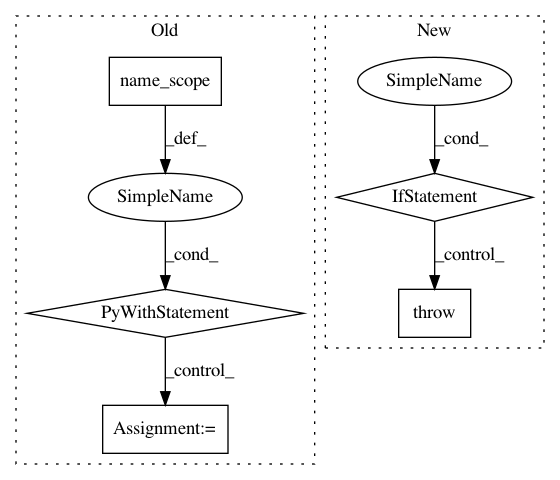 Old
name_scope
_def_
SimpleName
_cond_
PyWithStatement
_control_
Assignment:=
New
SimpleName
_cond_
IfStatement
_control_
throw